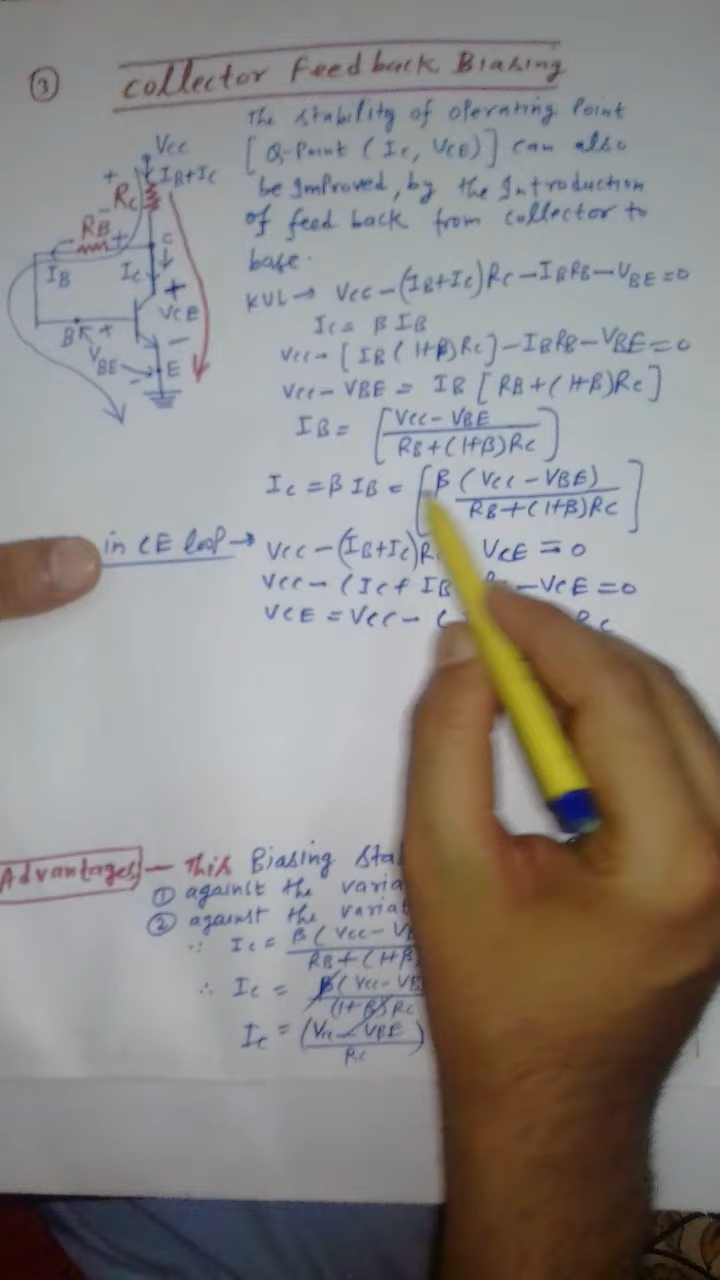 3
Collector Feedback Biasing
The stability of operating Point
[Q-Point (Ic, VCE)] can also
be Improved, by the Introduction
of feed back from collector to
base.
Vcc
+ IB+Ic
Rc
-
RB
- +
C
IB
Ic
+
VCE
B + 
VBE
-
- E
KVL → Vcc-(IB+Ic)Rc-IBRB-VBE=0
Ic= βIB
Vcc-[IB(1+β)Rc]-IBRB-VBE=0
Vcc-VBE = IB[RB+(1+β)Rc]
IB= [Vcc-VBE / RB+(1+β)Rc]
Ic=βIB= [β(Vcc-VBE) / RB+(1+β)Rc]
in CE loop → Vcc-(IB+Ic)R VCE=0
Vcc-(Ic+IB -VCE=0
VCE=Vcc-( Rc
Advantages - This Biasing
① against the
② against the
∴ Ic = β(Vcc-
RB+(1+β)
∴ Ic = β(Vcc-
(1+β)Rc
Ic = (Vcc-VBE)
Rc